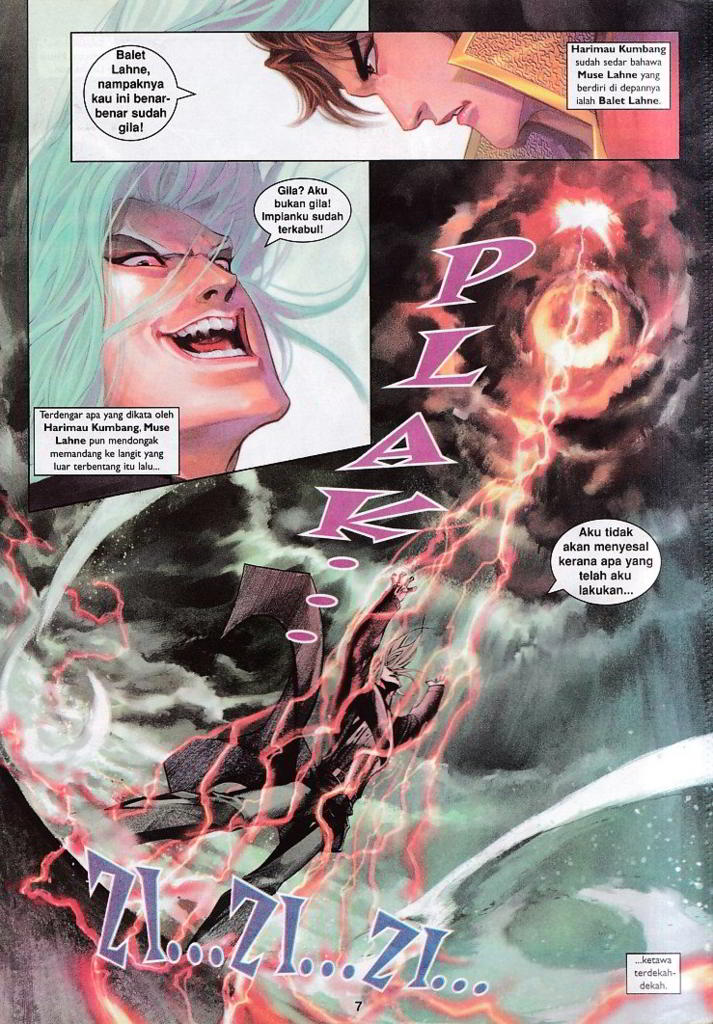 Balet
Lahne,
nampaknya
kau ini benar-
benar sudah
gila!
Harimau Kumbang
sudah sedar bahawa
Muse Lahne yang
berdiri di depannya
ialah Balet Lahne.
Gila? Aku
bukan gila!
Impianku sudah
terkabul!
Terdengar apa yang dikata oleh
Harimau Kumbang, Muse
Lahne pun mendongak
memandang ke langit yang
luar terbentang itu lalu...
PLAK...
Aku tidak
akan menyesal
kerana apa yang
telah aku
lakukan...
ZI...ZI...ZI...
...ketawa
terdekah-
dekah.
7